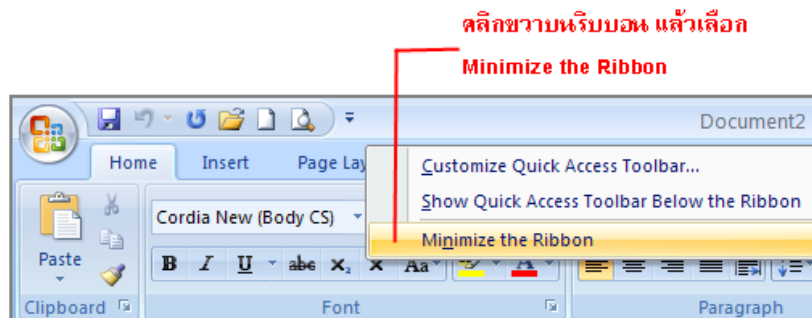 คลิกขวาบนริบบอน แล้วเลือก
Minimize the Ribbon
Document2
Home Insert Page Lay
Customize Quick Access Toolbar...
Show Quick Access Toolbar Below the Ribbon
Minimize the Ribbon
Cordia New (Body CS)
Paste
B I U abc X₂ X Aa A
Clipboard Font Paragraph